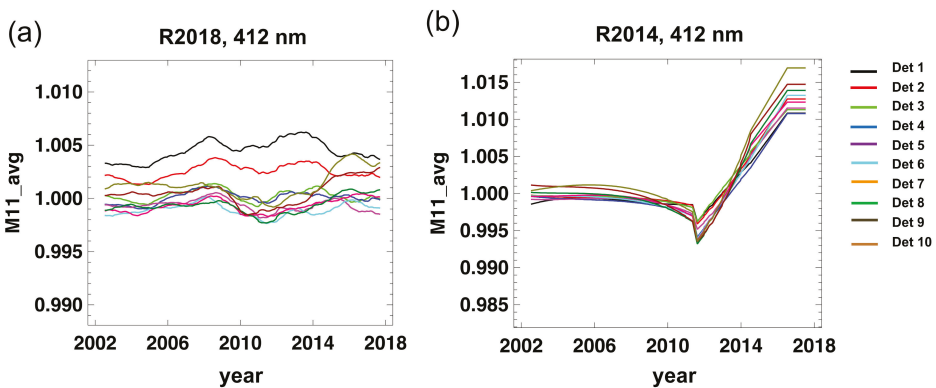 (a)
R2018, 412 nm
M11_avg
1.010
1.005
1.000
0.995
0.990
2002 2006 2010 2014 2018
year
(b)
R2014, 412 nm
M11_avg
1.015
1.010
1.005
1.000
0.995
0.990
0.985
2002 2006 2010 2014 2018
year
Det 1
Det 2
Det 3
Det 4
Det 5
Det 6
Det 7
Det 8
Det 9
Det 10